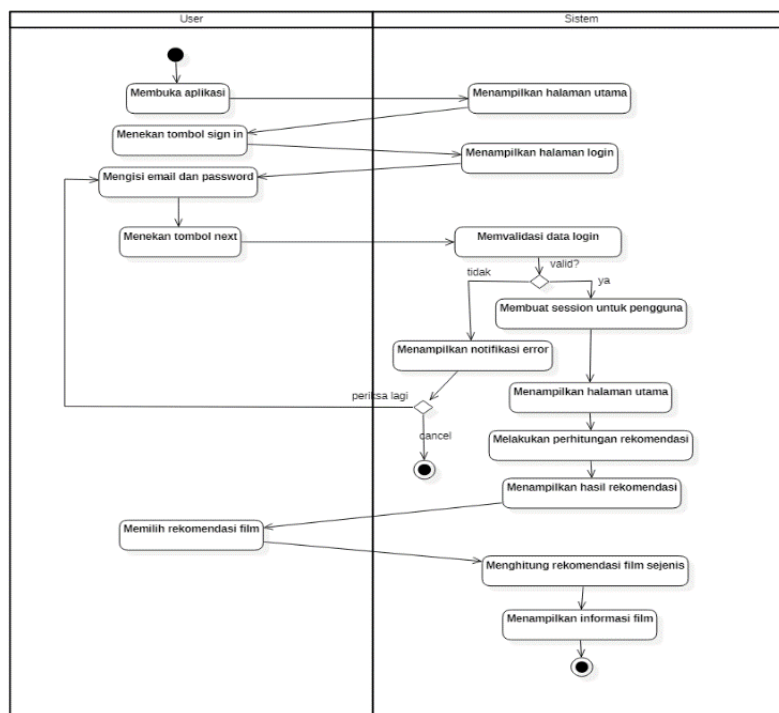 User
Sistem
Membuka aplikasi
Menampilkan halaman utama
Menekan tombol sign in
Menampilkan halaman login
Mengisi email dan password
Menekan tombol next
Memvalidasi data login
valid?
tidak
ya
Membuat session untuk pengguna
Menampilkan notifikasi error
Menampilkan halaman utama
periksa lagi
cancel
Melakukan perhitungan rekomendasi
Menampilkan hasil rekomendasi
Memilih rekomendasi film
Menghitung rekomendasi film sejenis
Menampilkan informasi film